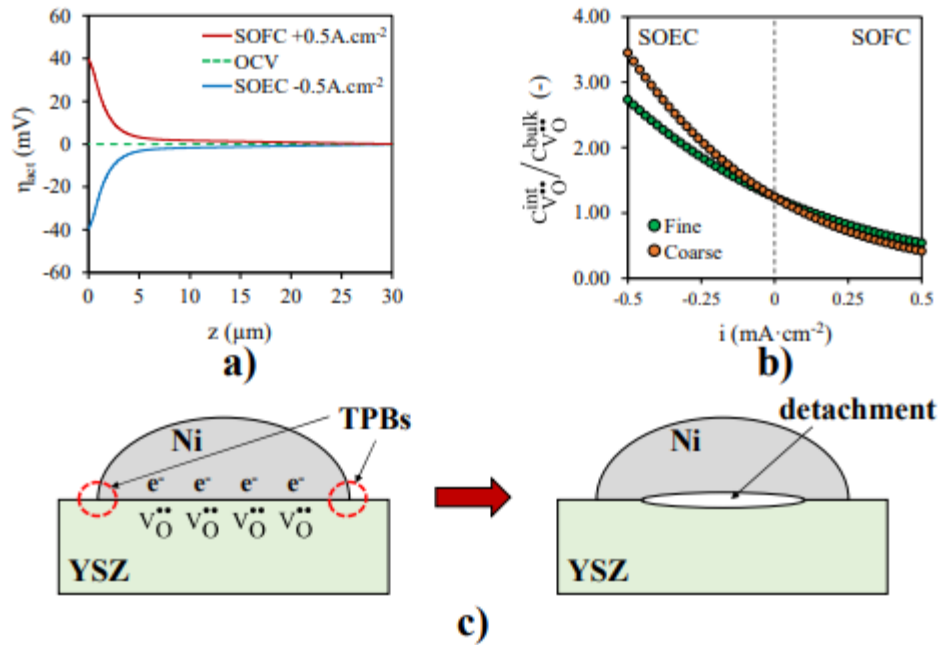 60
40
20
0
-20
-40
-60
η_act (mV)
SOFC +0.5A.cm⁻²
OCV
SOEC -0.5A.cm⁻²
0 5 10 15 20 25 30
z (μm)
a)
4.00
3.00
2.00
1.00
0.00
C^int_V_O^•• / C^bulk_V_O^•• (-)
SOEC SOFC
Fine
Coarse
-0.5 -0.25 0 0.25 0.5
i (mA·cm⁻²)
b)
TPBs
Ni
e⁻ e⁻ e⁻ e⁻
V_O^•• V_O^•• V_O^•• V_O^••
YSZ
detachment
Ni
YSZ
c)